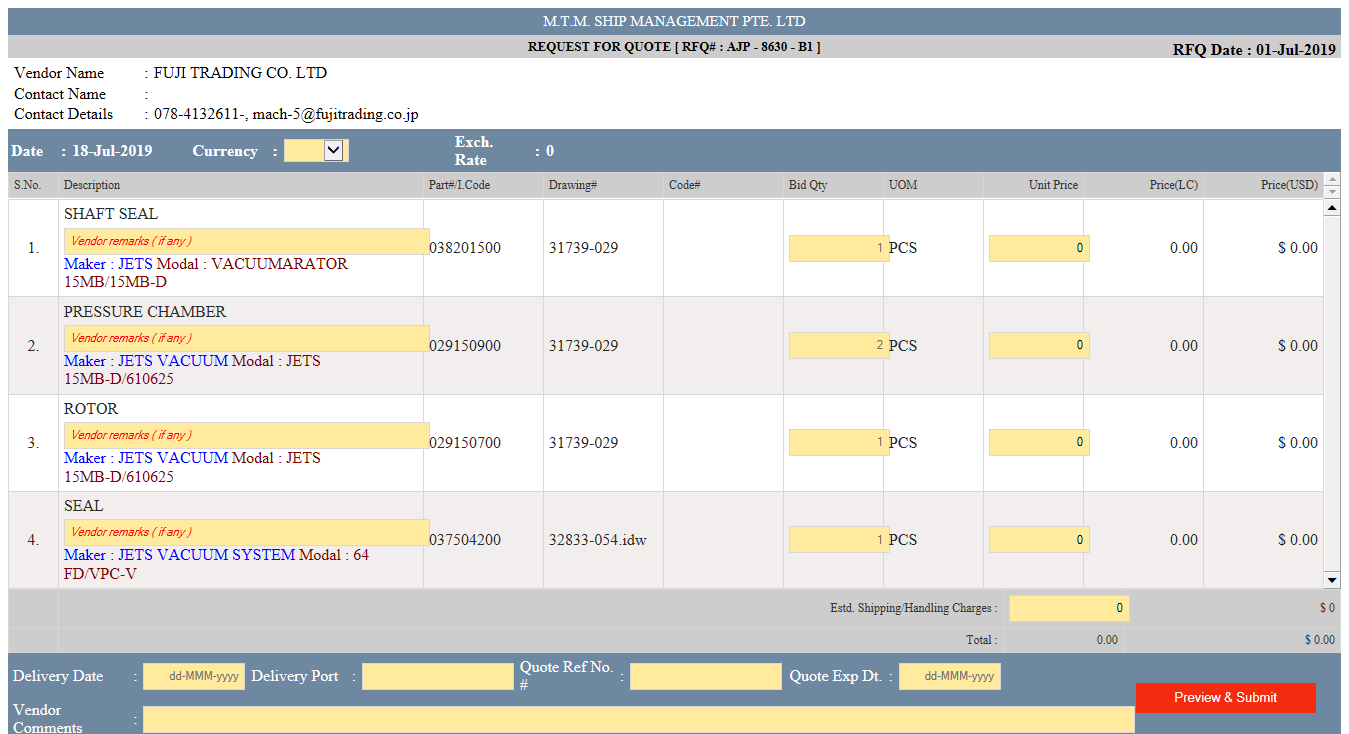 M.T.M. SHIP MANAGEMENT PTE. LTD
REQUEST FOR QUOTE [ RFQ# : AJP - 8630 - B1 ]
RFQ Date : 01-Jul-2019
Vendor Name : FUJI TRADING CO. LTD
Contact Name :
Contact Details : 078-4132611-, mach-5@fujitrading.co.jp
Date : 18-Jul-2019 Currency : Exch. Rate : 0
S.No. Description Part#/I.Code Drawing# Code# Bid Qty UOM Unit Price Price(LC) Price(USD)
SHAFT SEAL
Vendor remarks ( if any )
1. 038201500 31739-029 1 PCS 0 0.00 $ 0.00
Maker : JETS Modal : VACUUMARATOR
15MB/15MB-D
PRESSURE CHAMBER
Vendor remarks ( if any )
2. 029150900 31739-029 2 PCS 0 0.00 $ 0.00
Maker : JETS VACUUM Modal : JETS
15MB-D/610625
ROTOR
Vendor remarks ( if any )
3. 029150700 31739-029 1 PCS 0 0.00 $ 0.00
Maker : JETS VACUUM Modal : JETS
15MB-D/610625
SEAL
Vendor remarks ( if any )
4. 037504200 32833-054.idw 1 PCS 0 0.00 $ 0.00
Maker : JETS VACUUM SYSTEM Modal : 64
FD/VPC-V
Estd. Shipping/Handling Charges : 0 $ 0
Total : 0.00 $ 0.00
Delivery Date : dd-MMM-yyyy Delivery Port : Quote Ref No. # : Quote Exp Dt. : dd-MMM-yyyy
Preview & Submit
Vendor
Comments :